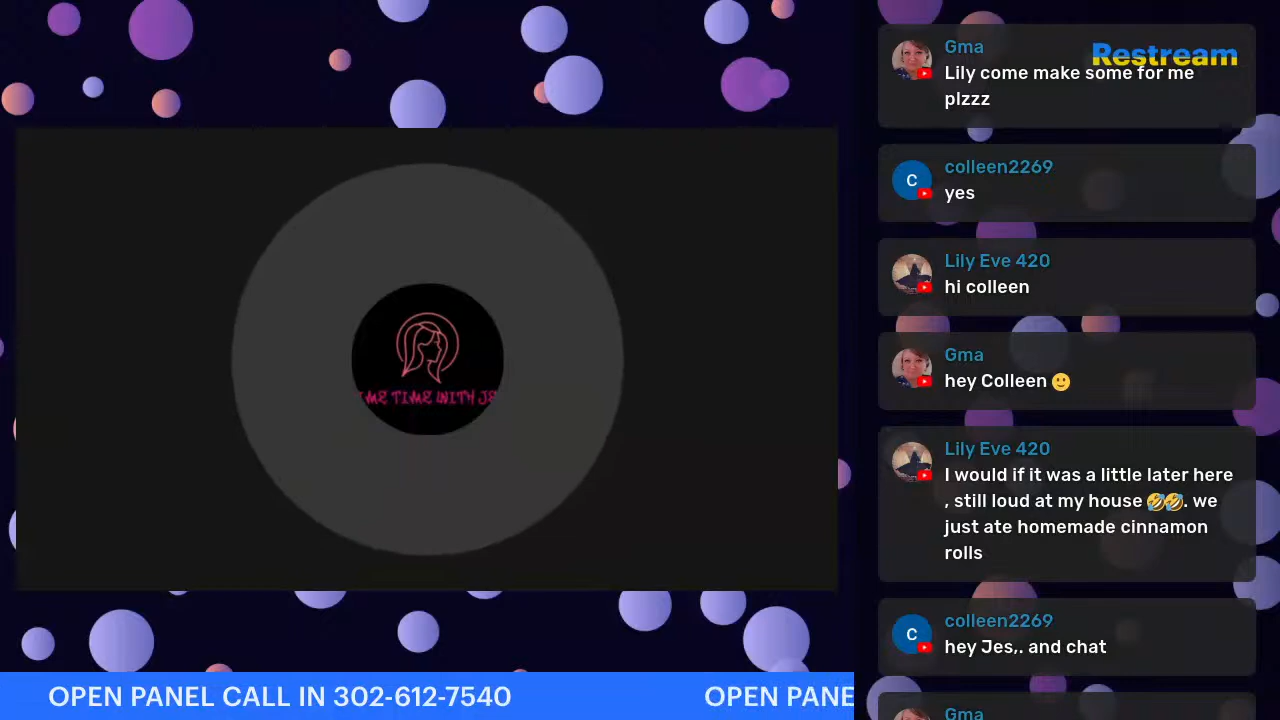 Restream
Gma
Lily come make some for me
plzzz
C
colleen2269
yes
Lily Eve 420
hi colleen
Gma
hey Colleen 🙂
Lily Eve 420
I would if it was a little later here
, still loud at my house 🤣🤣. we
just ate homemade cinnamon
rolls
C
colleen2269
hey Jes,. and chat
Gma
TIME WITY
OPEN PANEL CALL IN 302-612-7540
OPEN PANE